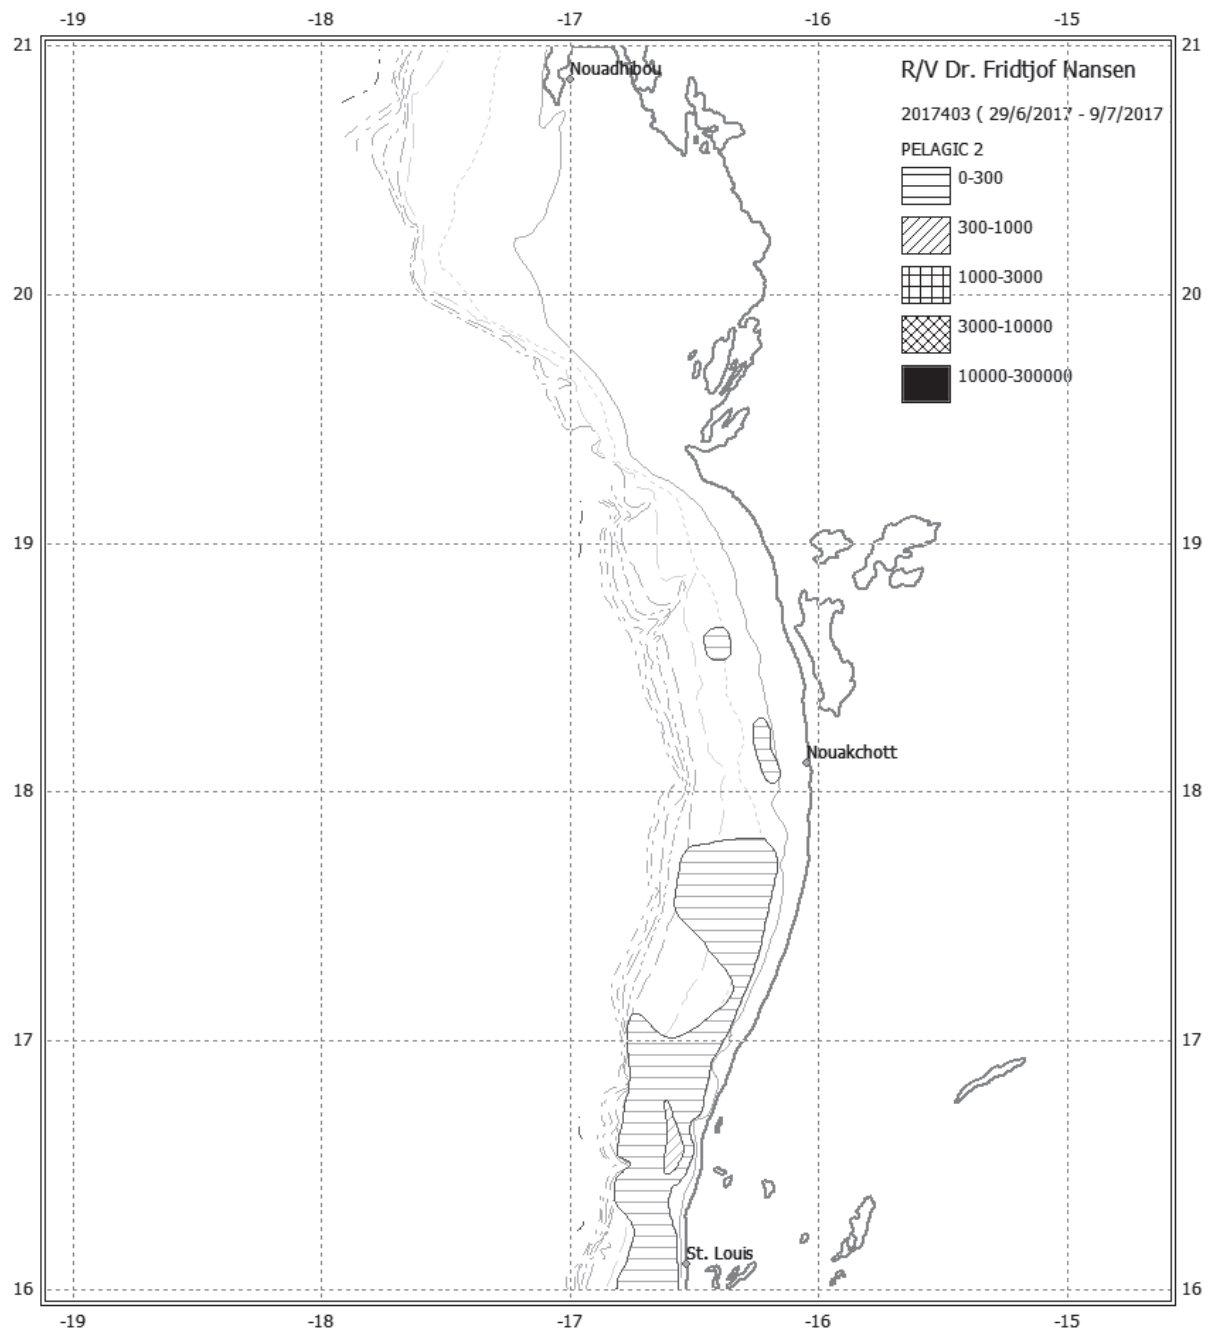 -19 -18 -17 -16 -15
21 21
Nouadhibou
R/V Dr. Fridtjof Nansen
2017403 ( 29/6/2017 - 9/7/2017
PELAGIC 2
0-300
300-1000
1000-3000
20 20
3000-10000
10000-300000
19 19
Nouakchott
18 18
17 17
St. Louis
16 16
-19 -18 -17 -16 -15